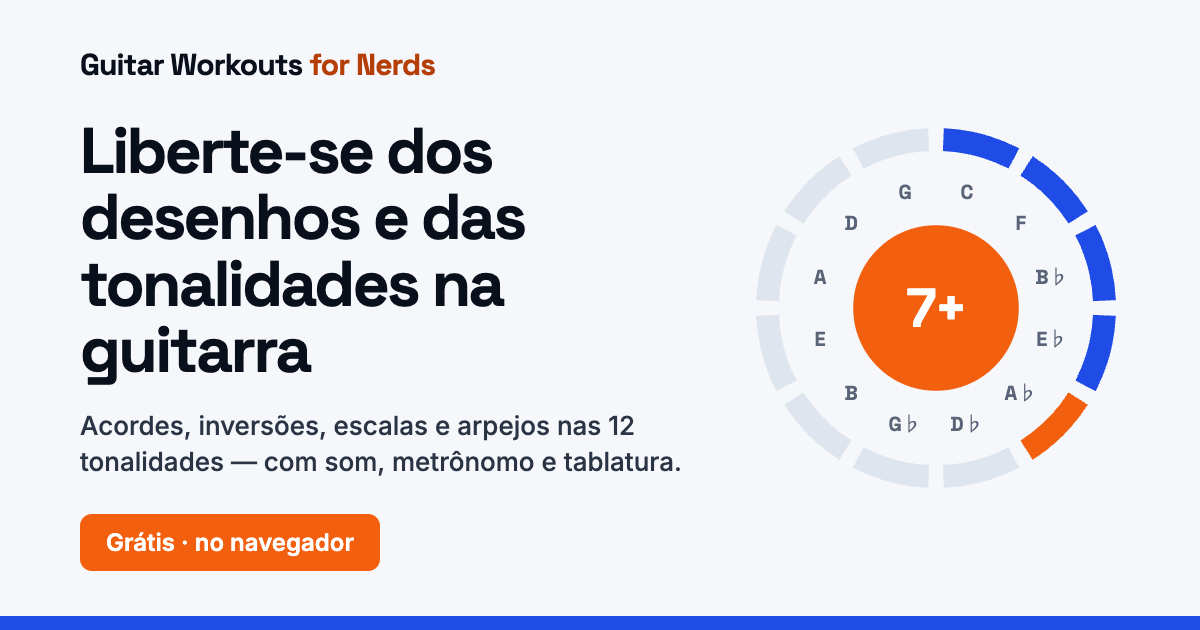 Guitar Workouts for Nerds
Liberte-se dos
desenhos e das
tonalidades na
guitarra
Acordes, inversões, escalas e arpejos nas 12
tonalidades — com som, metrônomo e tablatura.
Grátis · no navegador
C
F
B♭
E♭
A♭
D♭
G♭
B
E
A
D
G
7+